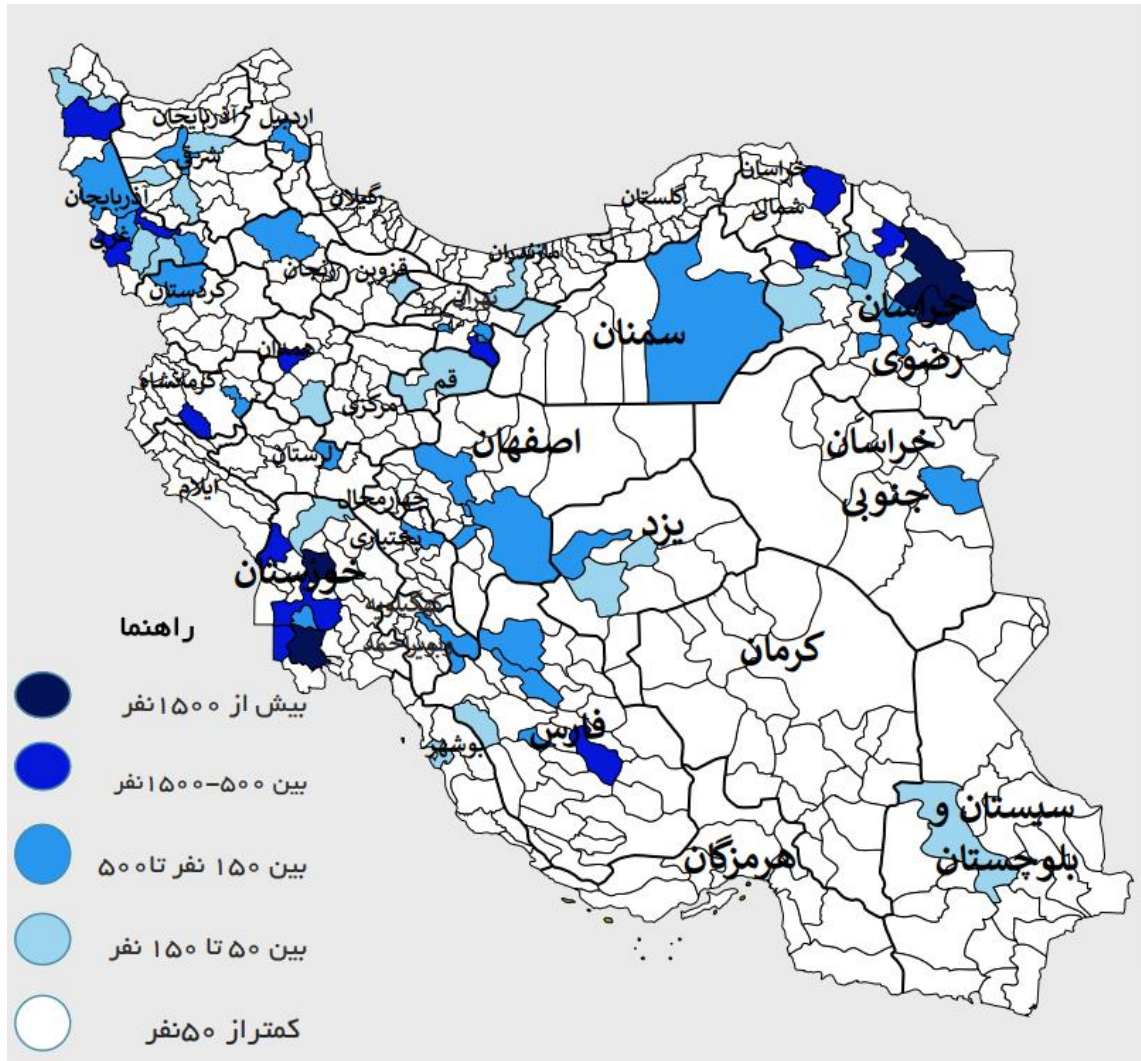 آذربایجان
شرقی
اردبیل
آذربایجان
غربی
گیلان
مازندران
گلستان
خراسان
شمالی
کردستان
زنجان
قزوین
تهران
سمنان
خراسان
رضوی
همدان
کرمانشاه
مرکزی
قم
لرستان
ایلام
اصفهان
خراسان
جنوبی
چهارمحال
بختیاری
یزد
خوزستان
کهگیلویه
وبویراحمد
کرمان
فارس
بوشهر
سیستان و
بلوچستان
هرمزگان
راهنما
بیش از ۱۵۰۰نفر
بین ۵۰۰-۱۵۰۰نفر
بین ۱۵۰ نفر تا۵۰۰
بین ۵۰ تا ۱۵۰ نفر
کمتراز ۵۰نفر